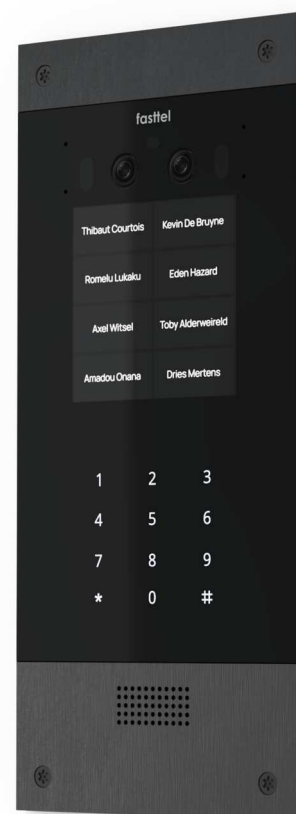 fasttel
Thibaut Courtois Kevin De Bruyne
Romelu Lukaku Eden Hazard
Axel Witsel Toby Alderweireld
Amadou Onana Dries Mertens
1 2 3
4 5 6
7 8 9
* 0 #